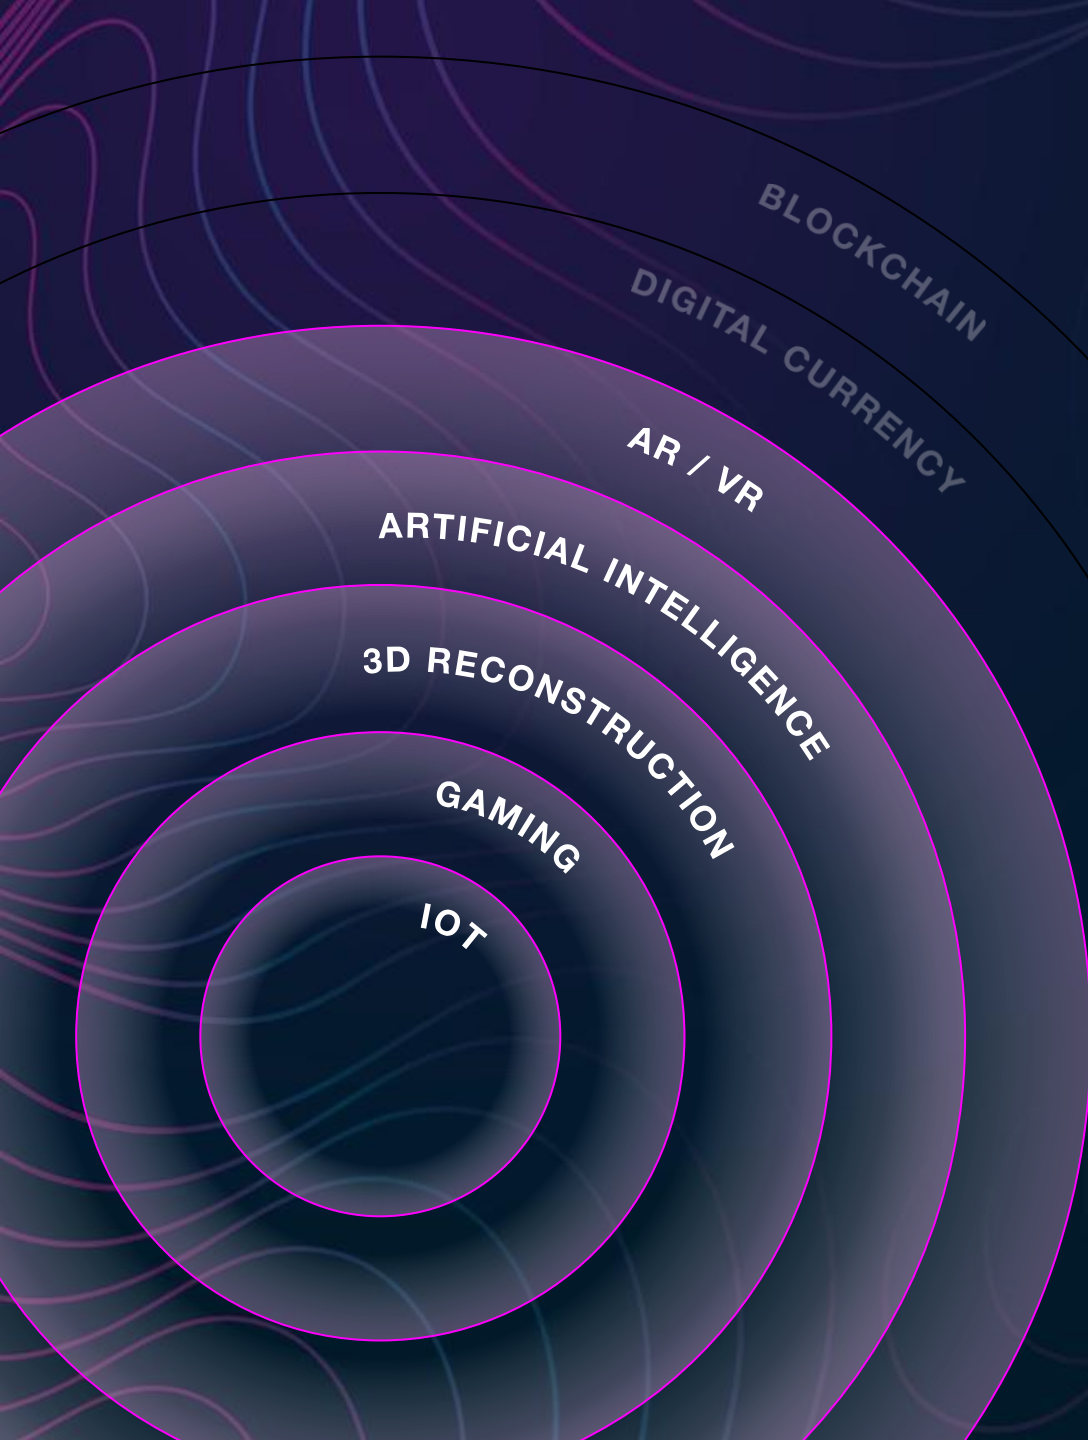 BLOCKCHAIN
DIGITAL CURRENCY
AR / VR
ARTIFICIAL INTELLIGENCE
3D RECONSTRUCTION
GAMING
IOT